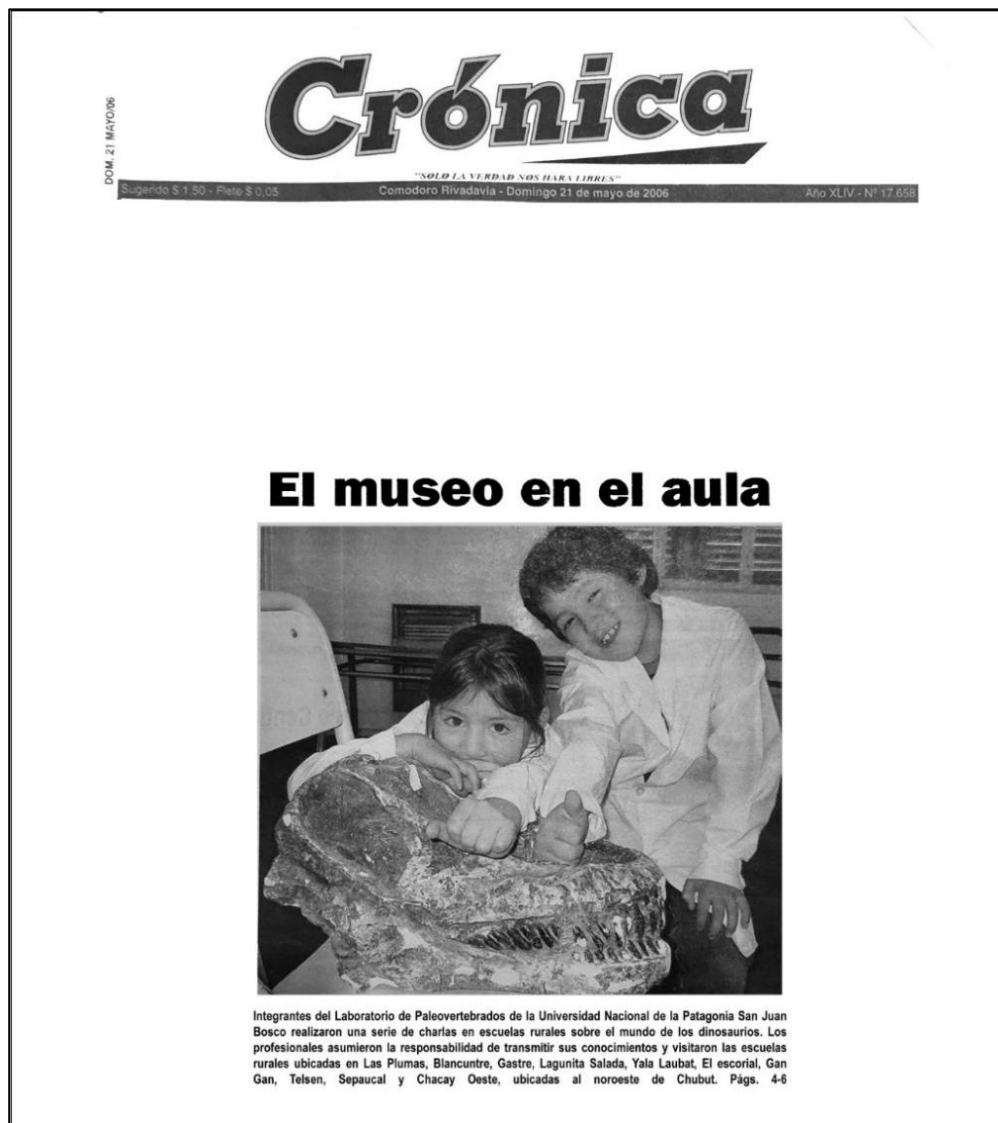 DOM. 21 MAYO/06
Crónica
"SOLO LA VERDAD NOS HARA LIBRES"
Sugerido $ 1,50 - Flete $ 0,05 Comodoro Rivadavia - Domingo 21 de mayo de 2006 Año XLIV - Nº 17.658
El museo en el aula
Integrantes del Laboratorio de Paleovertebrados de la Universidad Nacional de la Patagonia San Juan
Bosco realizaron una serie de charlas en escuelas rurales sobre el mundo de los dinosaurios. Los
profesionales asumieron la responsabilidad de transmitir sus conocimientos y visitaron las escuelas
rurales ubicadas en Las Plumas, Blancuntre, Gastre, Lagunita Salada, Yala Laubat, El escorial, Gan
Gan, Telsen, Sepaucal y Chacay Oeste, ubicadas al noroeste de Chubut. Págs. 4-6